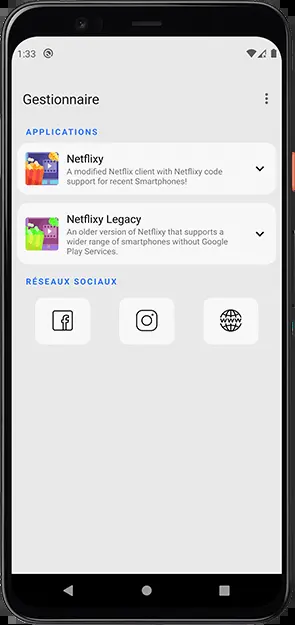 1:33
Gestionnaire
APPLICATIONS
Netflixy
A modified Netflix client with Netflixy code
support for recent Smartphones!
Netflixy Legacy
An older version of Netflixy that supports a
wider range of smartphones without Google
Play Services.
RÉSEAUX SOCIAUX
www